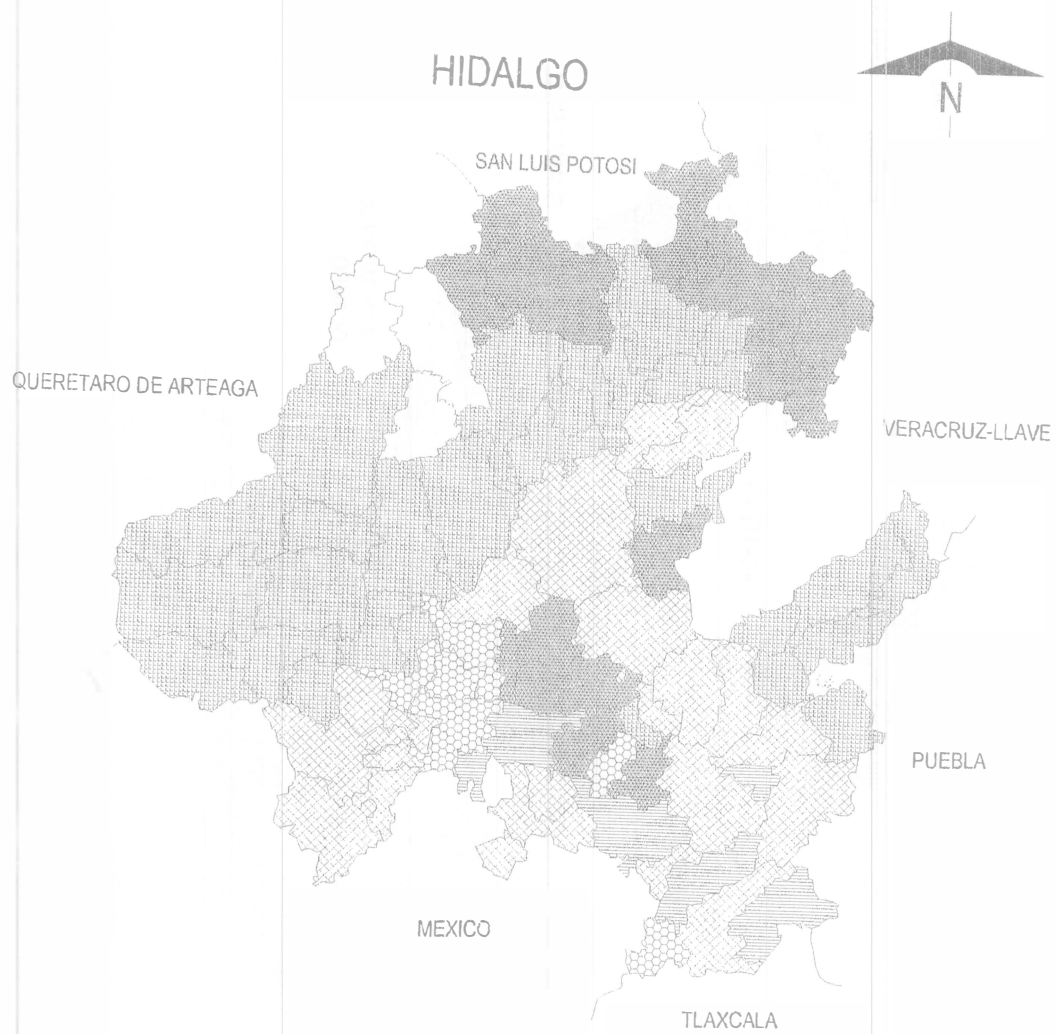 HIDALGO
N
SAN LUIS POTOSI
QUERETARO DE ARTEAGA
VERACRUZ-LLAVE
PUEBLA
MEXICO
TLAXCALA